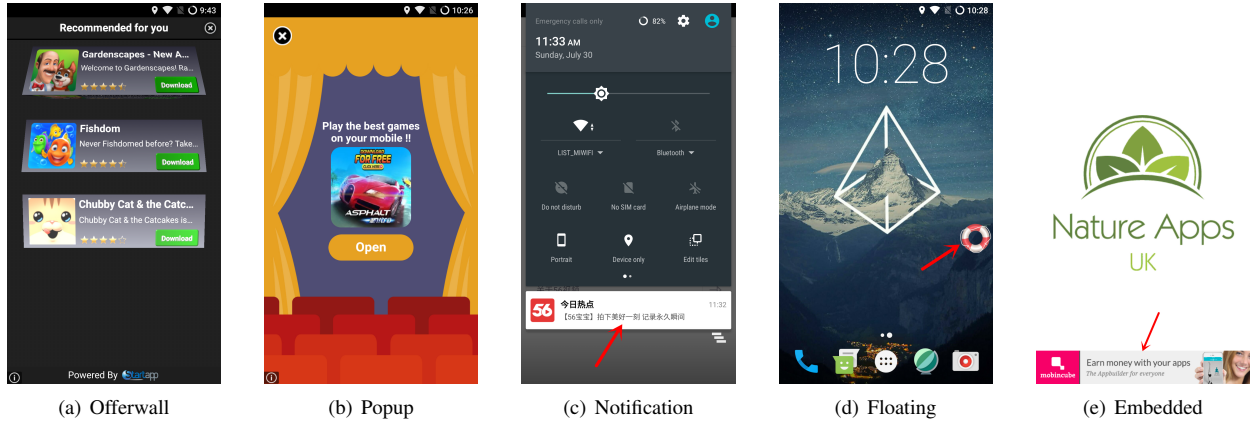 9:43
Recommended for you
Gardenscapes - New A...
Welcome to Gardenscapes! Ra...
Download
Fishdom
Never Fishdomed before? Take...
Download
Chubby Cat & the Catc...
Chubby Cat & the Catcakes is...
Download
Powered By Startapp
(a) Offerwall
10:26
Play the best games
on your mobile !!
DOWNLOAD
FOR FREE
ASPHALT
Open
(b) Popup
Emergency calls only
82%
11:33 AM
Sunday, July 30
LIST_MIWIFI
Bluetooth
Do not disturb
No SIM card
Airplane mode
Portrait
Device only
Edit tiles
56
今日热点
11:32
【56宝宝】拍下美好一刻 记录永久瞬间
(c) Notification
10:28
10:28
(d) Floating
Nature Apps
UK
mobincube
Earn money with your apps
The Appbuilder for everyone
(e) Embedded